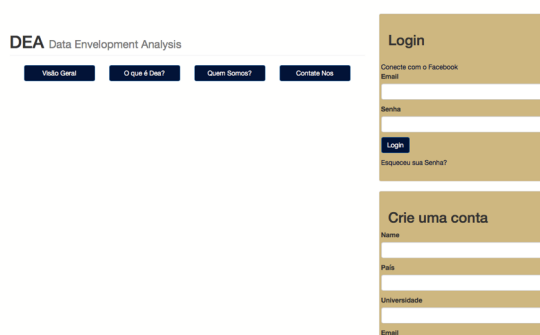 DEA Data Envelopment Analysis
Visão Geral
O que é Dea?
Quem Somos?
Contate Nos
Login
Conecte com o Facebook
Email
Senha
Login
Esqueceu sua Senha?
Crie uma conta
Name
País
Universidade
Email